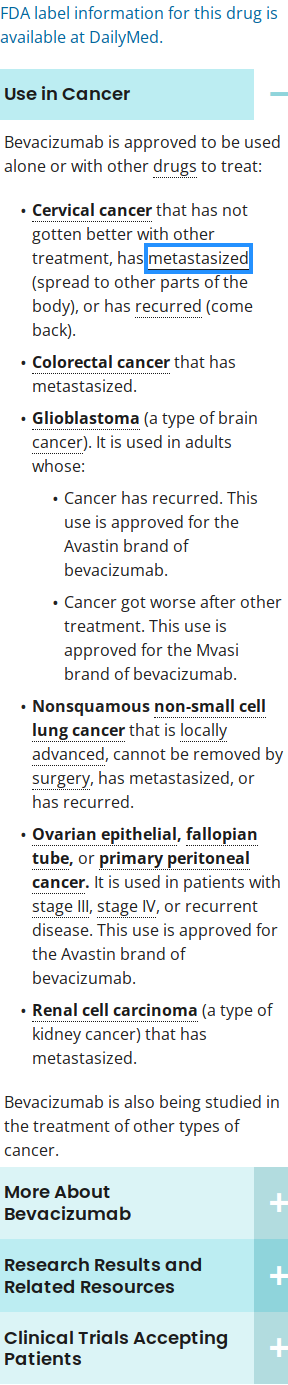 FDA label information for this drug is
available at DailyMed.
Use in Cancer
Bevacizumab is approved to be used
alone or with other drugs to treat:
• Cervical cancer that has not
gotten better with other
treatment, has metastasized
(spread to other parts of the
body), or has recurred (come
back).
• Colorectal cancer that has
metastasized.
• Glioblastoma (a type of brain
cancer). It is used in adults
whose:
• Cancer has recurred. This
use is approved for the
Avastin brand of
bevacizumab.
• Cancer got worse after other
treatment. This use is
approved for the Mvasi
brand of bevacizumab.
• Nonsquamous non-small cell
lung cancer that is locally
advanced, cannot be removed by
surgery, has metastasized, or
has recurred.
• Ovarian epithelial, fallopian
tube, or primary peritoneal
cancer. It is used in patients with
stage III, stage IV, or recurrent
disease. This use is approved for
the Avastin brand of
bevacizumab.
• Renal cell carcinoma (a type of
kidney cancer) that has
metastasized.
Bevacizumab is also being studied in
the treatment of other types of
cancer.
More About
Bevacizumab
Research Results and
Related Resources
Clinical Trials Accepting
Patients